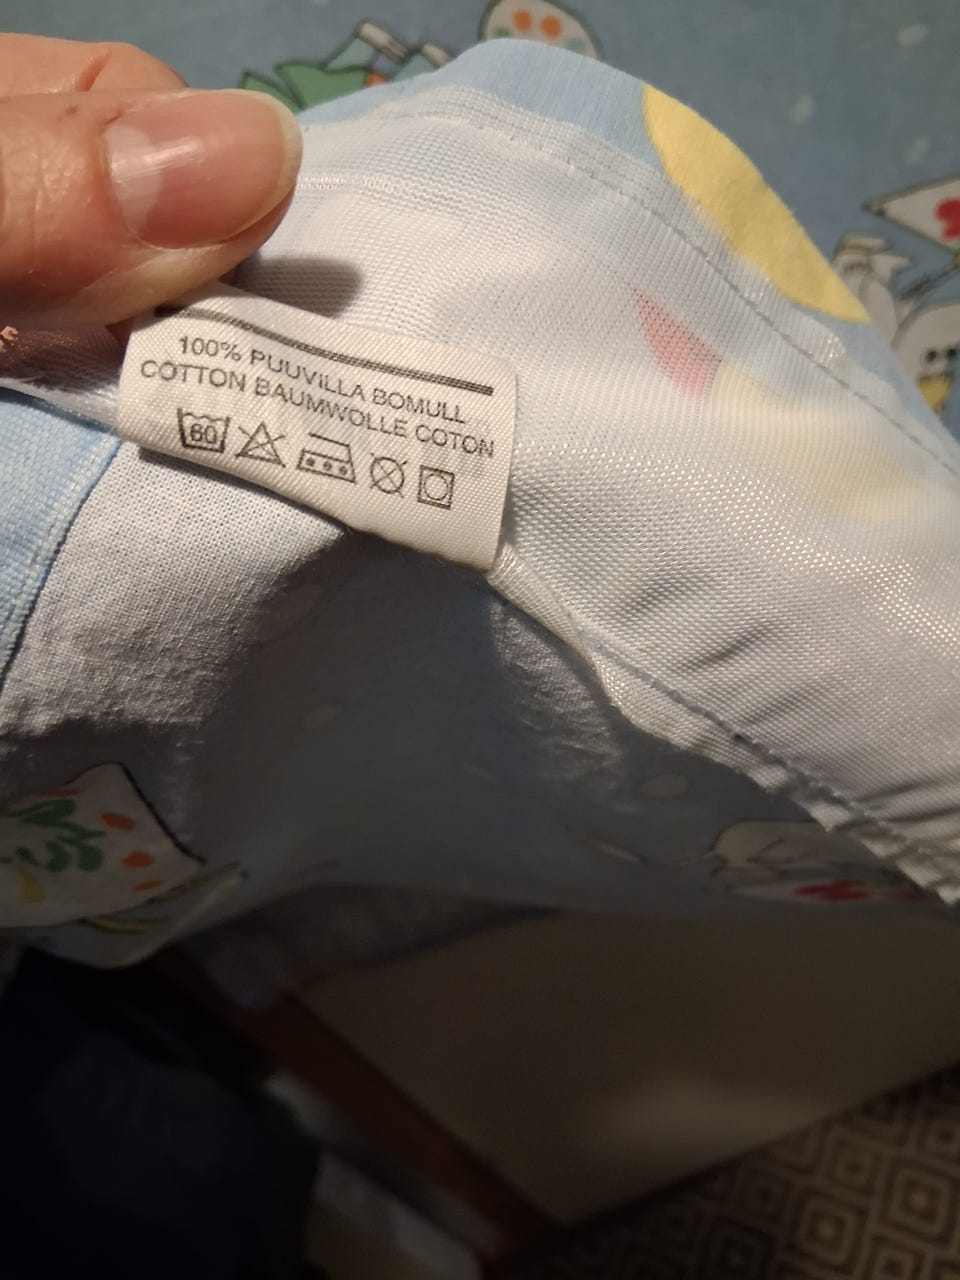 100% PUUVILLA BOMULL
COTTON BAUMWOLLE COTON
60